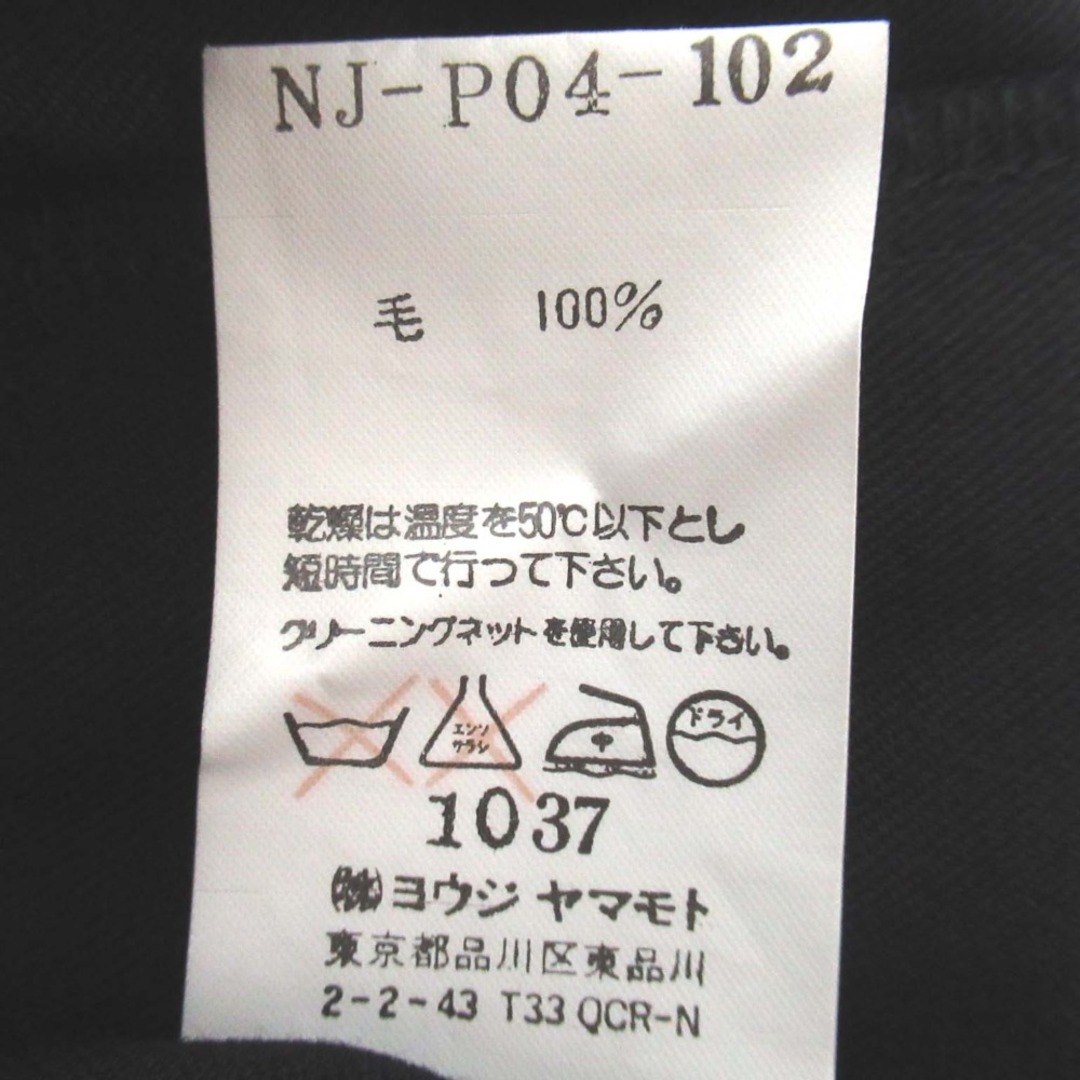 NJ-P04-102
毛 100%
乾燥は温度を50℃以下とし
短時間で行って下さい。
クリーニングネットを使用して下さい。
エンソ
サラシ
中
ドライ
1037
㈱ヨウジ ヤマモト
東京都品川区東品川
2-2-43 T33 QCR-N